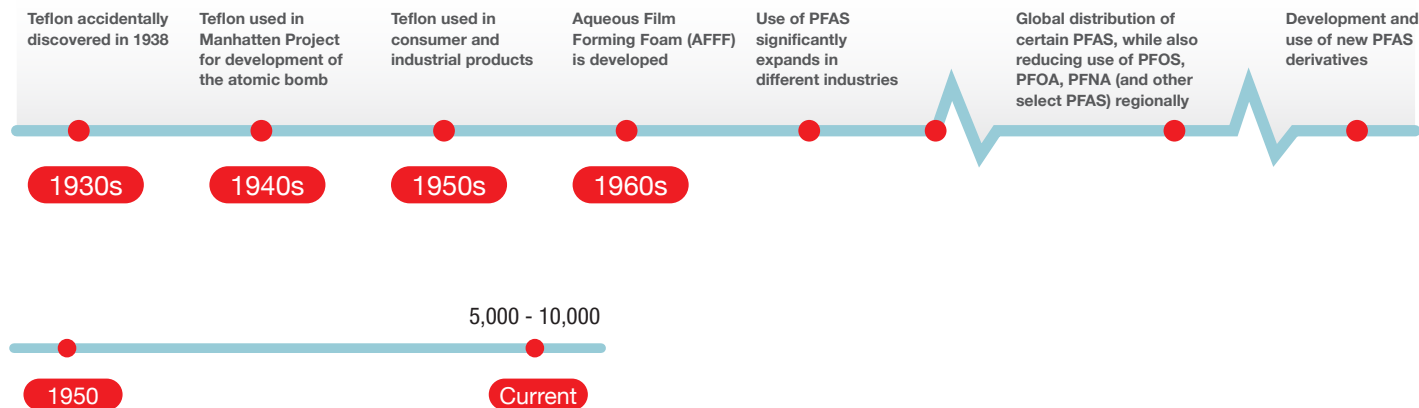 Teflon accidentally
discovered in 1938
Teflon used in
Manhatten Project
for development of
the atomic bomb
Teflon used in
consumer and
industrial products
Aqueous Film
Forming Foam (AFFF)
is developed
Use of PFAS
significantly
expands in
different industries
Global distribution of
certain PFAS, while also
reducing use of PFOS,
PFOA, PFNA (and other
select PFAS) regionally
Development and
use of new PFAS
derivatives
1930s
1940s
1950s
1960s
5,000 - 10,000
1950
Current